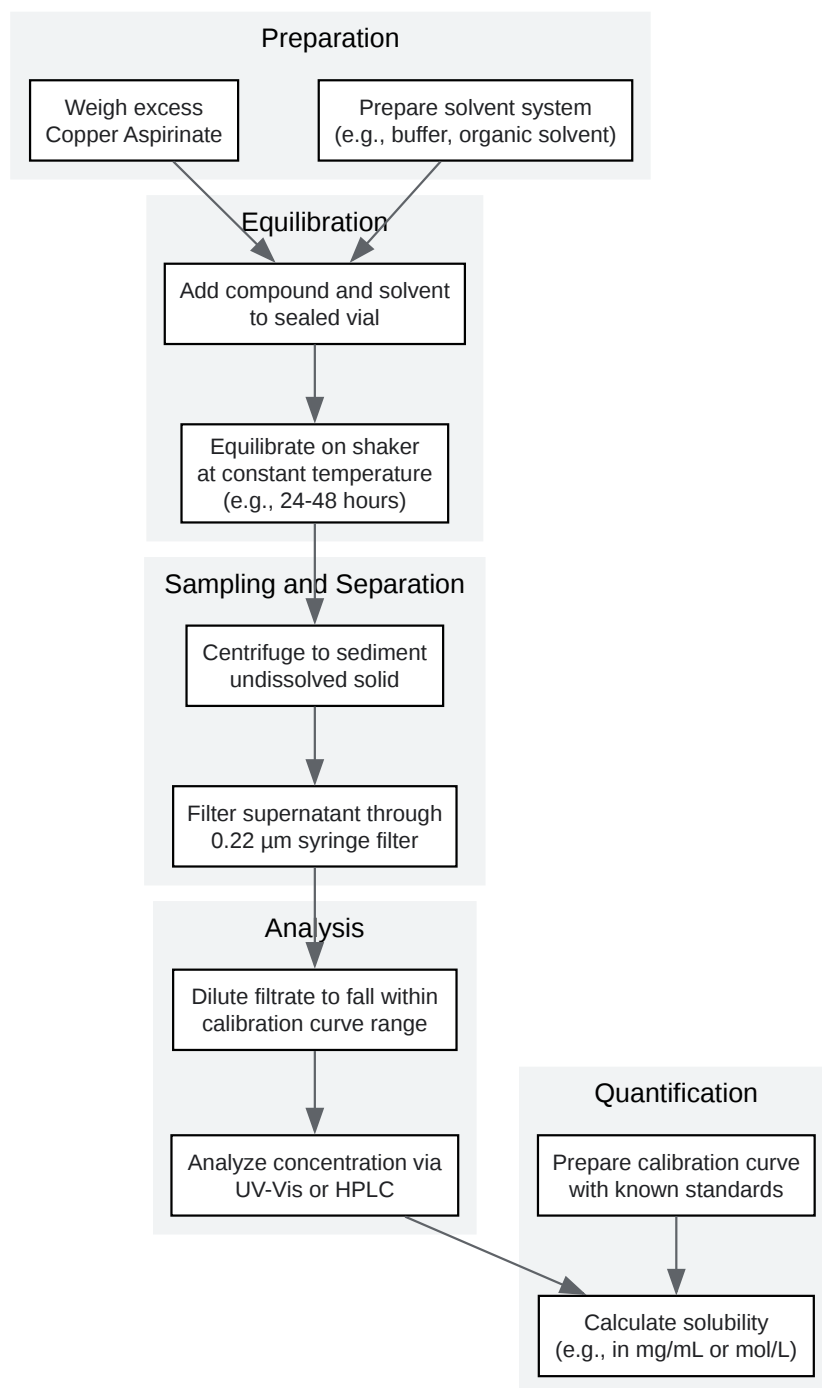 Preparation
Weigh excess
Copper Aspirinate
Prepare solvent system
(e.g., buffer, organic solvent)
Equilibration
Add compound and solvent
to sealed vial
Equilibrate on shaker
at constant temperature
(e.g., 24-48 hours)
Sampling and Separation
Centrifuge to sediment
undissolved solid
Filter supernatant through
0.22 µm syringe filter
Analysis
Dilute filtrate to fall within
calibration curve range
Analyze concentration via
UV-Vis or HPLC
Quantification
Prepare calibration curve
with known standards
Calculate solubility
(e.g., in mg/mL or mol/L)